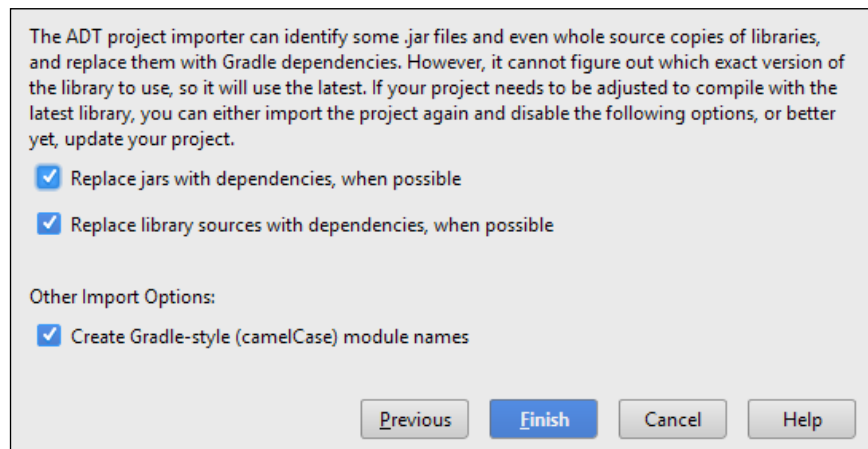 The ADT project importer can identify some .jar files and even whole source copies of libraries,
and replace them with Gradle dependencies. However, it cannot figure out which exact version of
the library to use, so it will use the latest. If your project needs to be adjusted to compile with the
latest library, you can either import the project again and disable the following options, or better
yet, update your project.
Replace jars with dependencies, when possible
Replace library sources with dependencies, when possible
Other Import Options:
Create Gradle-style (camelCase) module names
Previous Finish Cancel Help